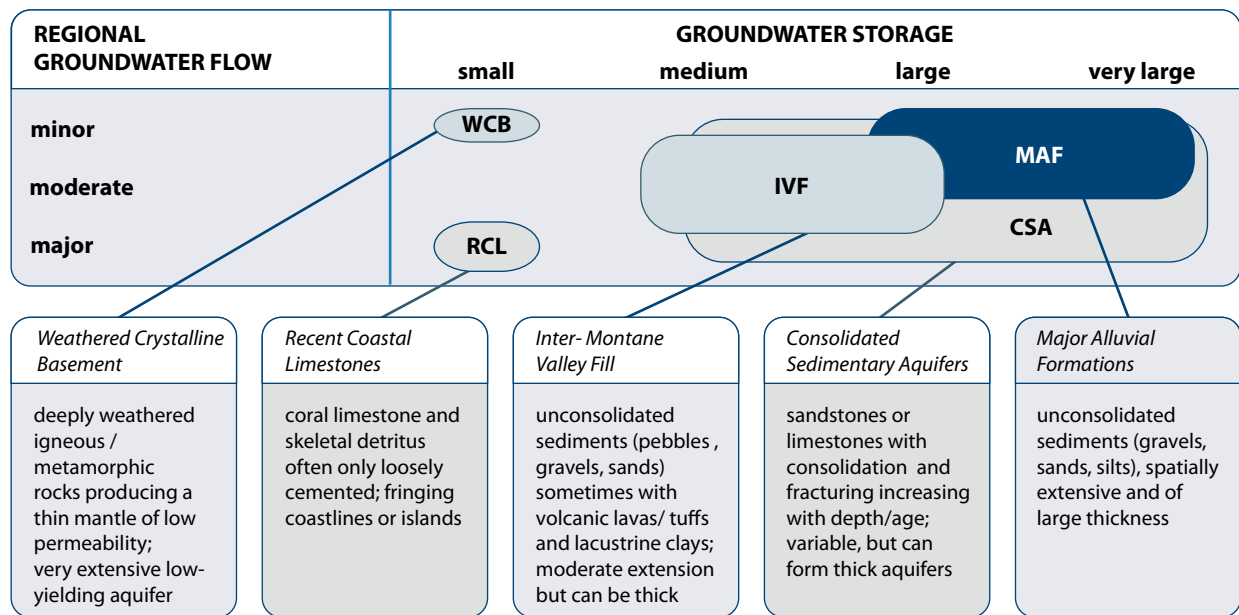 REGIONAL
GROUNDWATER FLOW
GROUNDWATER STORAGE
small medium large very large
minor
moderate
major
WCB
MAF
IVF
RCL
CSA
Weathered Crystalline
Basement
deeply weathered
igneous /
metamorphic
rocks producing a
thin mantle of low
permeability;
very extensive low-
yielding aquifer
Recent Coastal
Limestones
coral limestone and
skeletal detritus
often only loosely
cemented; fringing
coastlines or islands
Inter- Montane
Valley Fill
unconsolidated
sediments (pebbles ,
gravels, sands)
sometimes with
volcanic lavas/ tuffs
and lacustrine clays;
moderate extension
but can be thick
Consolidated
Sedimentary Aquifers
sandstones or
limestones with
consolidation and
fracturing increasing
with depth/age;
variable, but can
form thick aquifers
Major Alluvial
Formations
unconsolidated
sediments (gravels,
sands, silts), spatially
extensive and of
large thickness